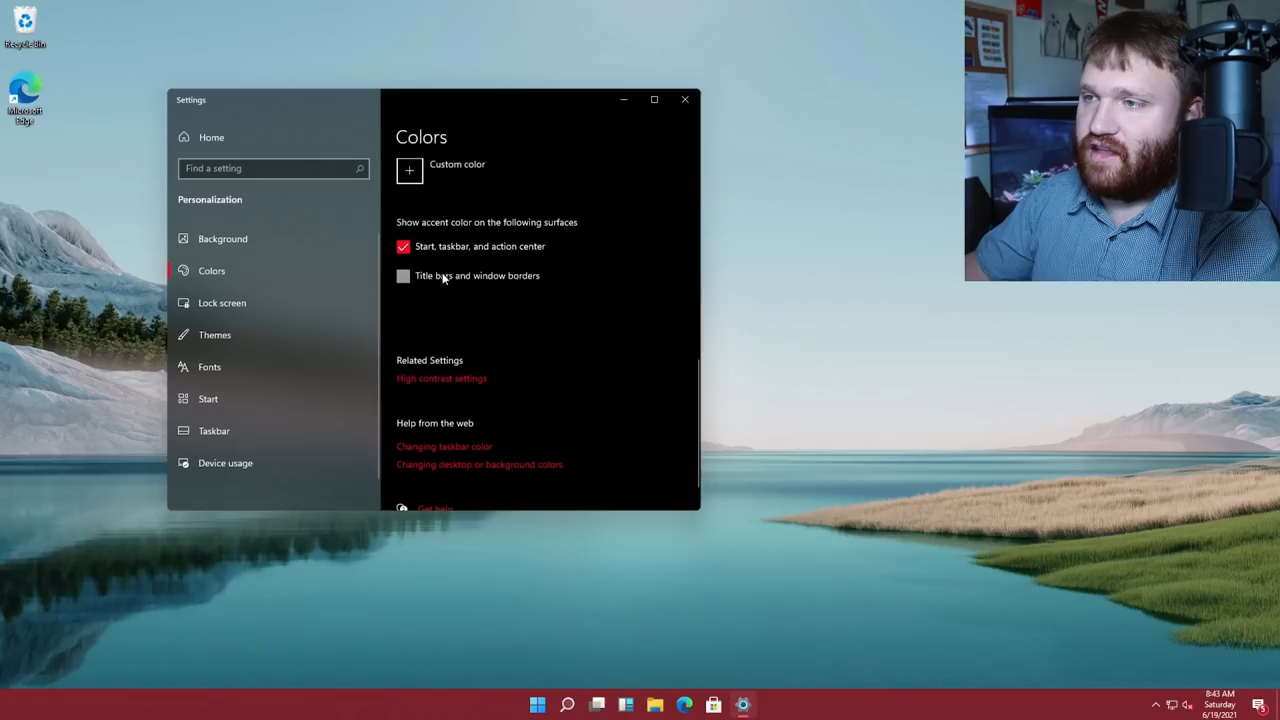 Recycle Bin
Microsoft
Edge
Settings
Home
Find a setting
Personalization
Background
Colors
Lock screen
Themes
Fonts
Start
Taskbar
Device usage
Colors
Custom color
Show accent color on the following surfaces
Start, taskbar, and action center
Title bars and window borders
Related Settings
High contrast settings
Help from the web
Changing taskbar color
Changing desktop or background colors
Get help
8:43 AM
Saturday
6/19/2021
5